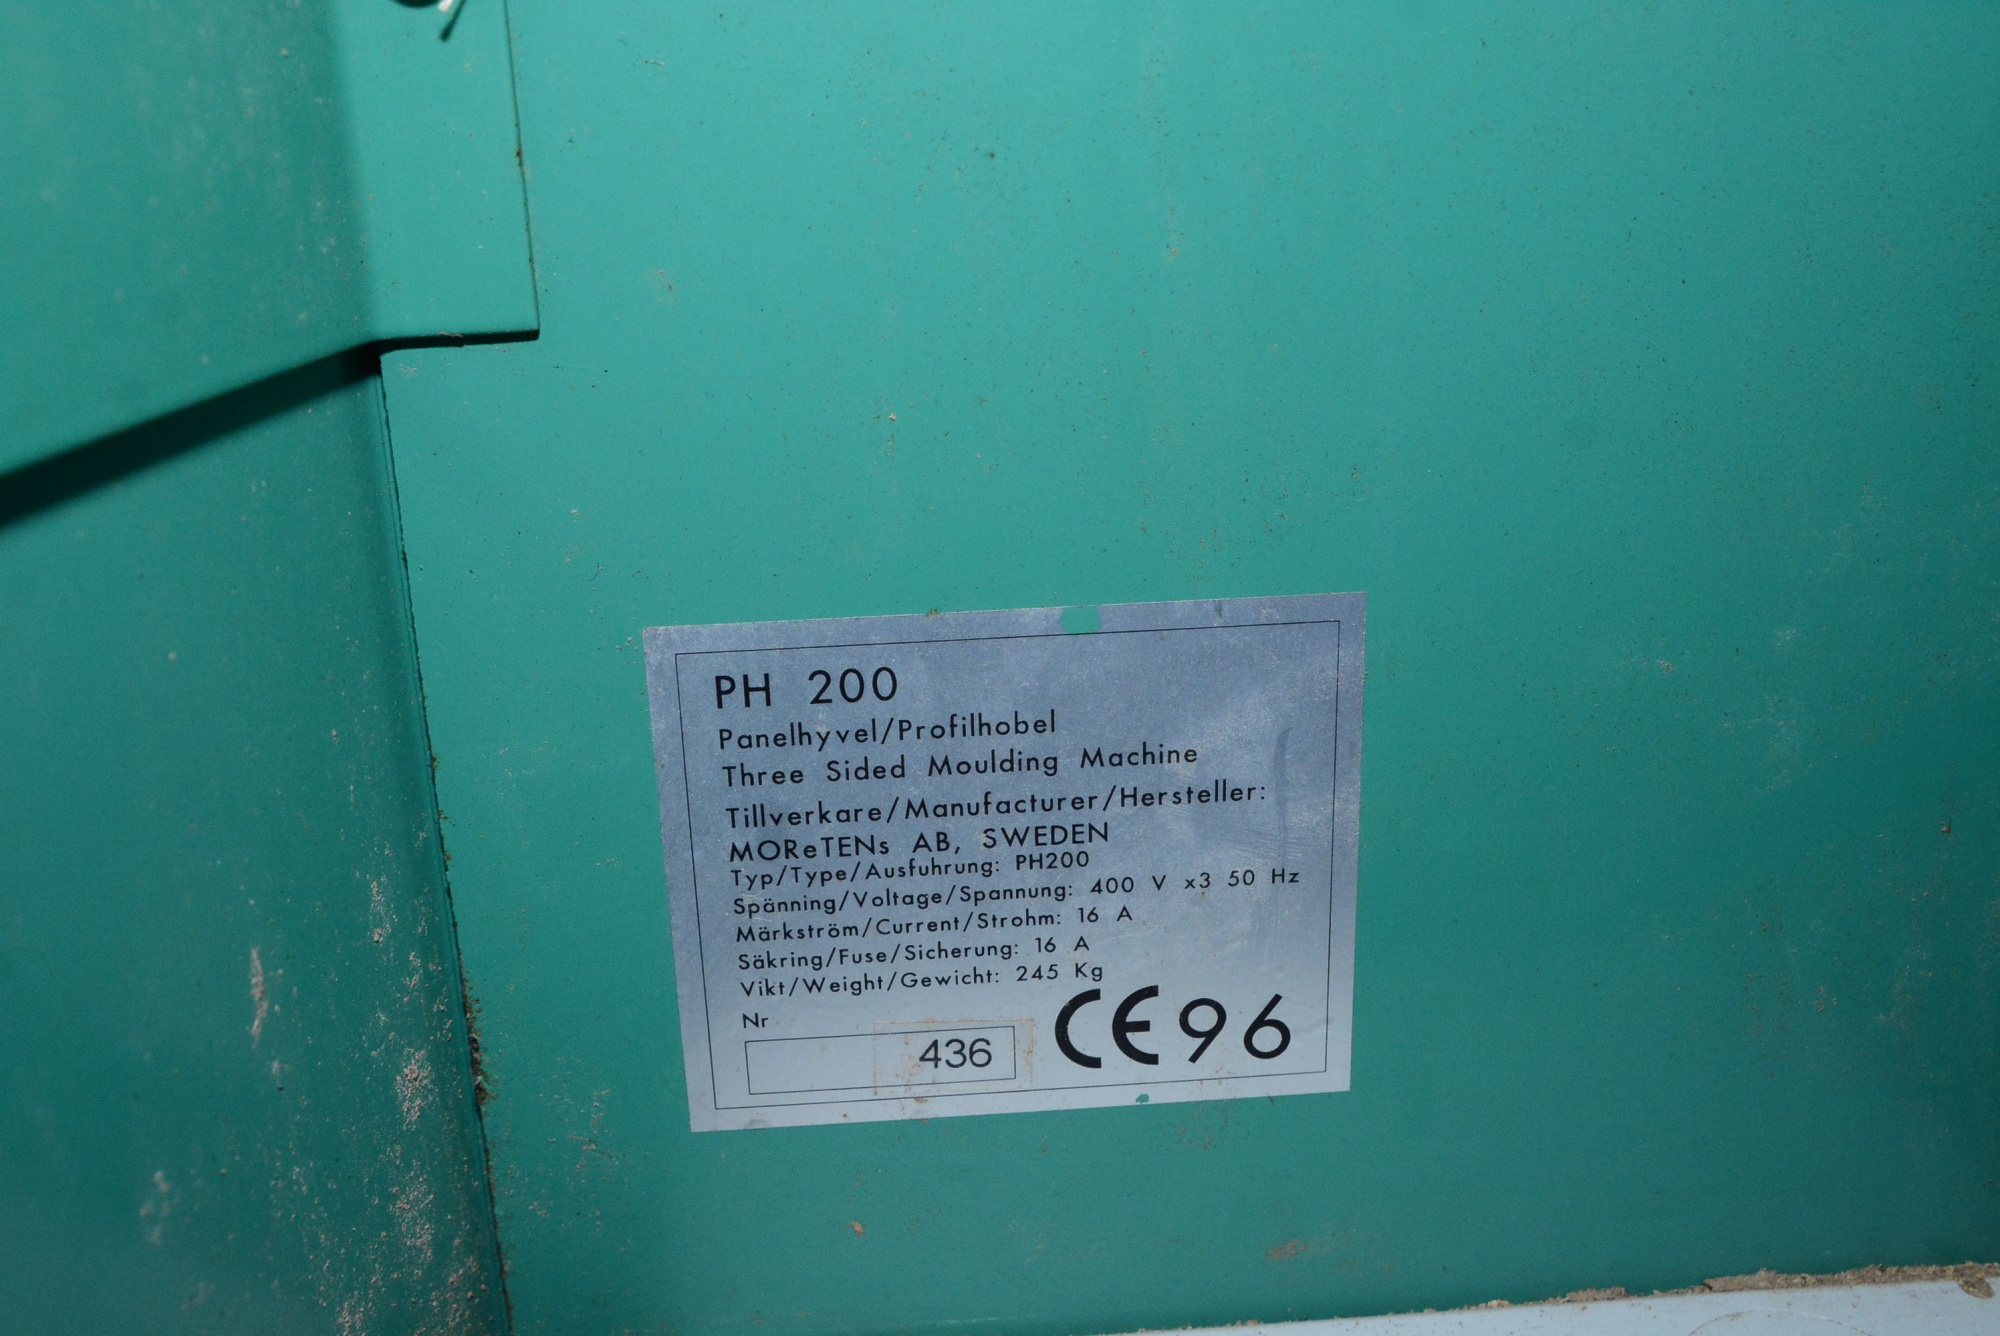 PH 200
Panelhyvel/Profilhobel
Three Sided Moulding Machine
Tillverkare/Manufacturer/Hersteller:
MOReTENs AB, SWEDEN
Typ/Type/Ausfuhrung: PH200
Spänning/Voltage/Spannung: 400 V x3 50 Hz
Märkström/Current/Strohm: 16 A
Säkring/Fuse/Sicherung: 16 A
Vikt/Weight/Gewicht: 245 Kg
Nr
436
CE96